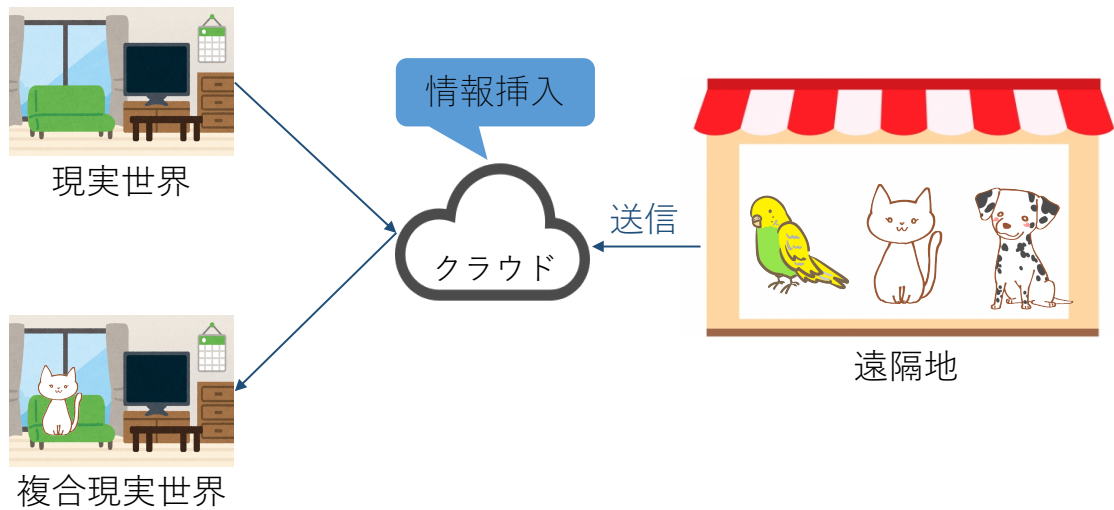 情報挿入
現実世界
送信
クラウド
遠隔地
複合現実世界